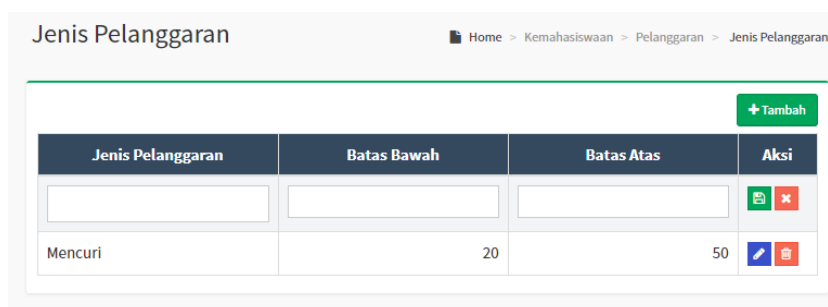 Jenis Pelanggaran
Home > Kemahasiswaan > Pelanggaran > Jenis Pelanggaran
+ Tambah
Jenis Pelanggaran Batas Bawah Batas Atas Aksi
Mencuri 20 50